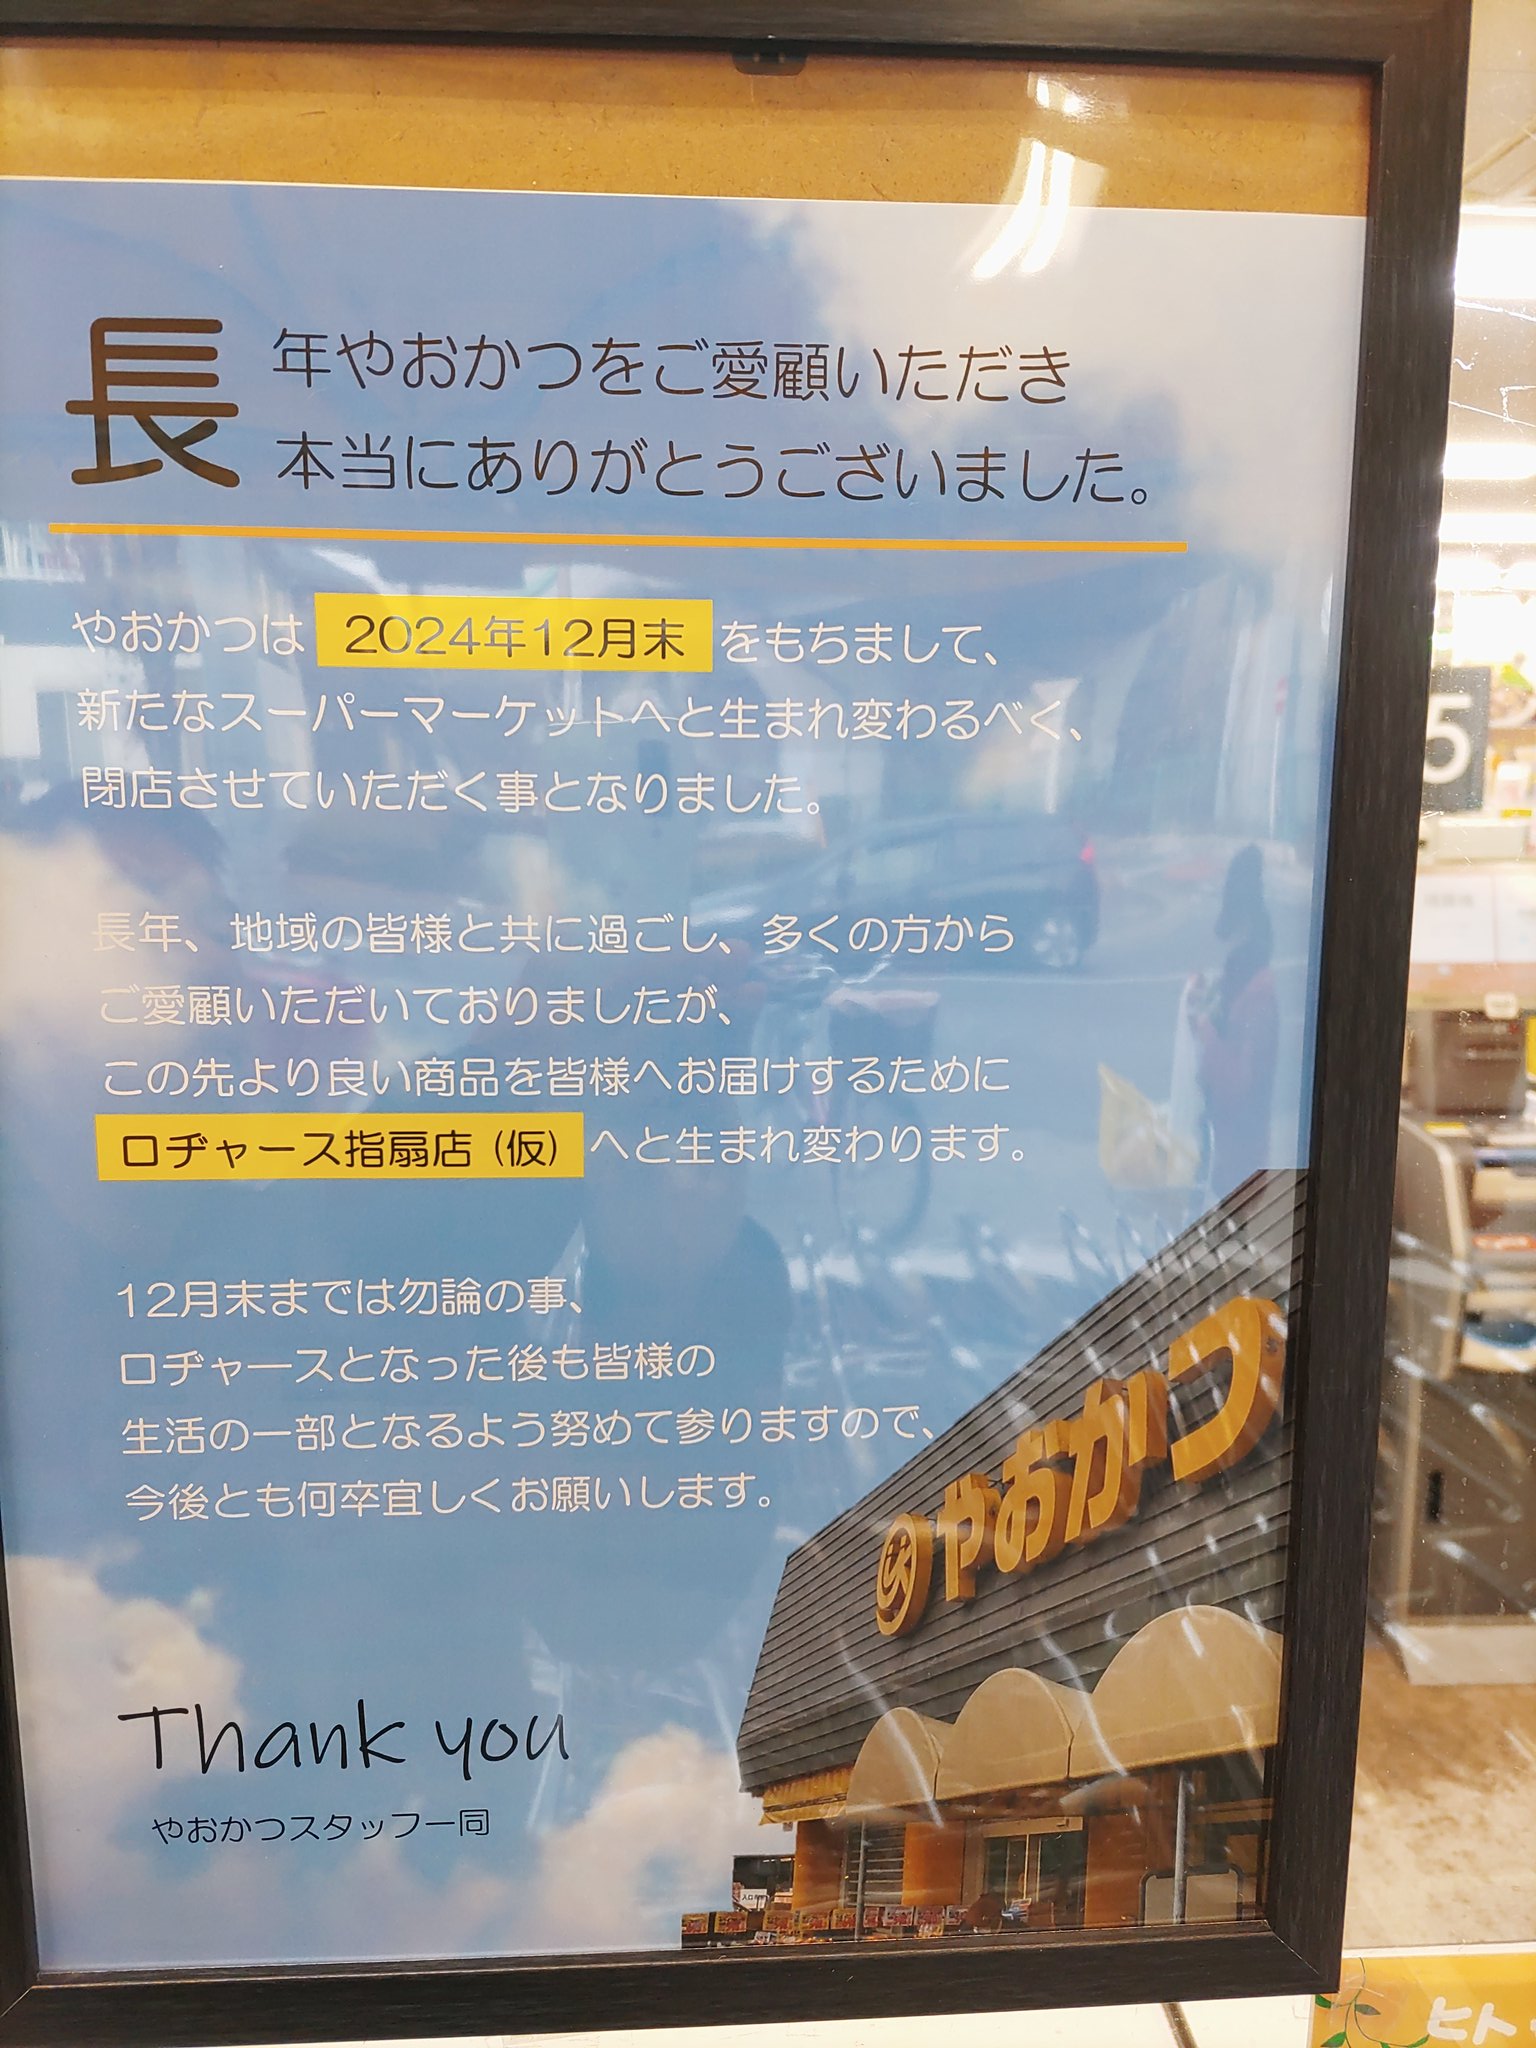 長年やおかつをご愛顧いただき
本当にありがとうございました。
やおかつは 2024年12月末 をもちまして、
新たなスーパーマーケットへと生まれ変わるべく、
閉店させていただく事となりました。
長年、地域の皆様と共に過ごし、多くの方から
ご愛顧いただいておりましたが、
この先より良い商品を皆様へお届けするために
ロヂャース指扇店（仮）へと生まれ変わります。
12月末までは勿論の事、
ロヂャースとなった後も皆様の
生活の一部となるよう努めて参りますので、
今後とも何卒宜しくお願いします。
やおかつ
Thank you
やおかつスタッフ一同
5
ヒト